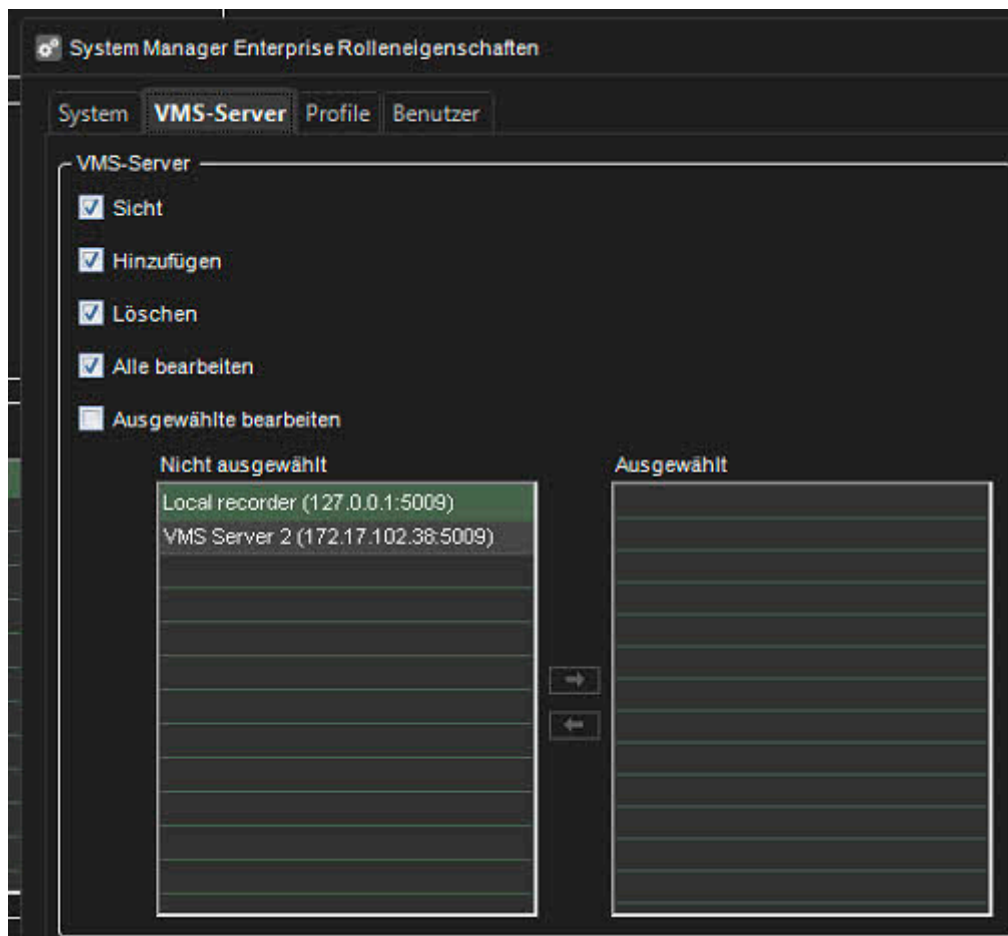 System Manager Enterprise Rolleneigenschaften
System VMS-Server Profile Benutzer
VMS-Server
Sicht
Hinzufügen
Löschen
Alle bearbeiten
Ausgewählte bearbeiten
Nicht ausgewählt Ausgewählt
Local recorder (127.0.0.1:5009)
VMS Server 2 (172.17.102.38:5009)